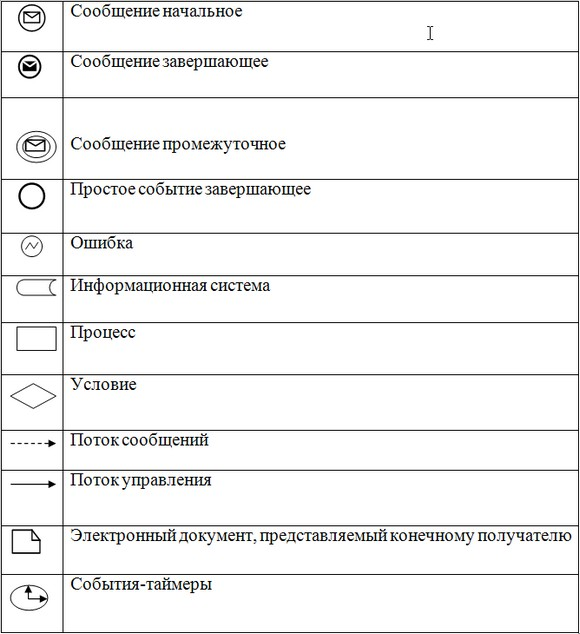 Сообщение начальное
Сообщение завершающее
Сообщение промежуточное
Простое событие завершающее
Ошибка
Информационная система
Процесс
Условие
Поток сообщений
Поток управления
Электронный документ, представляемый конечному получателю
События-таймеры